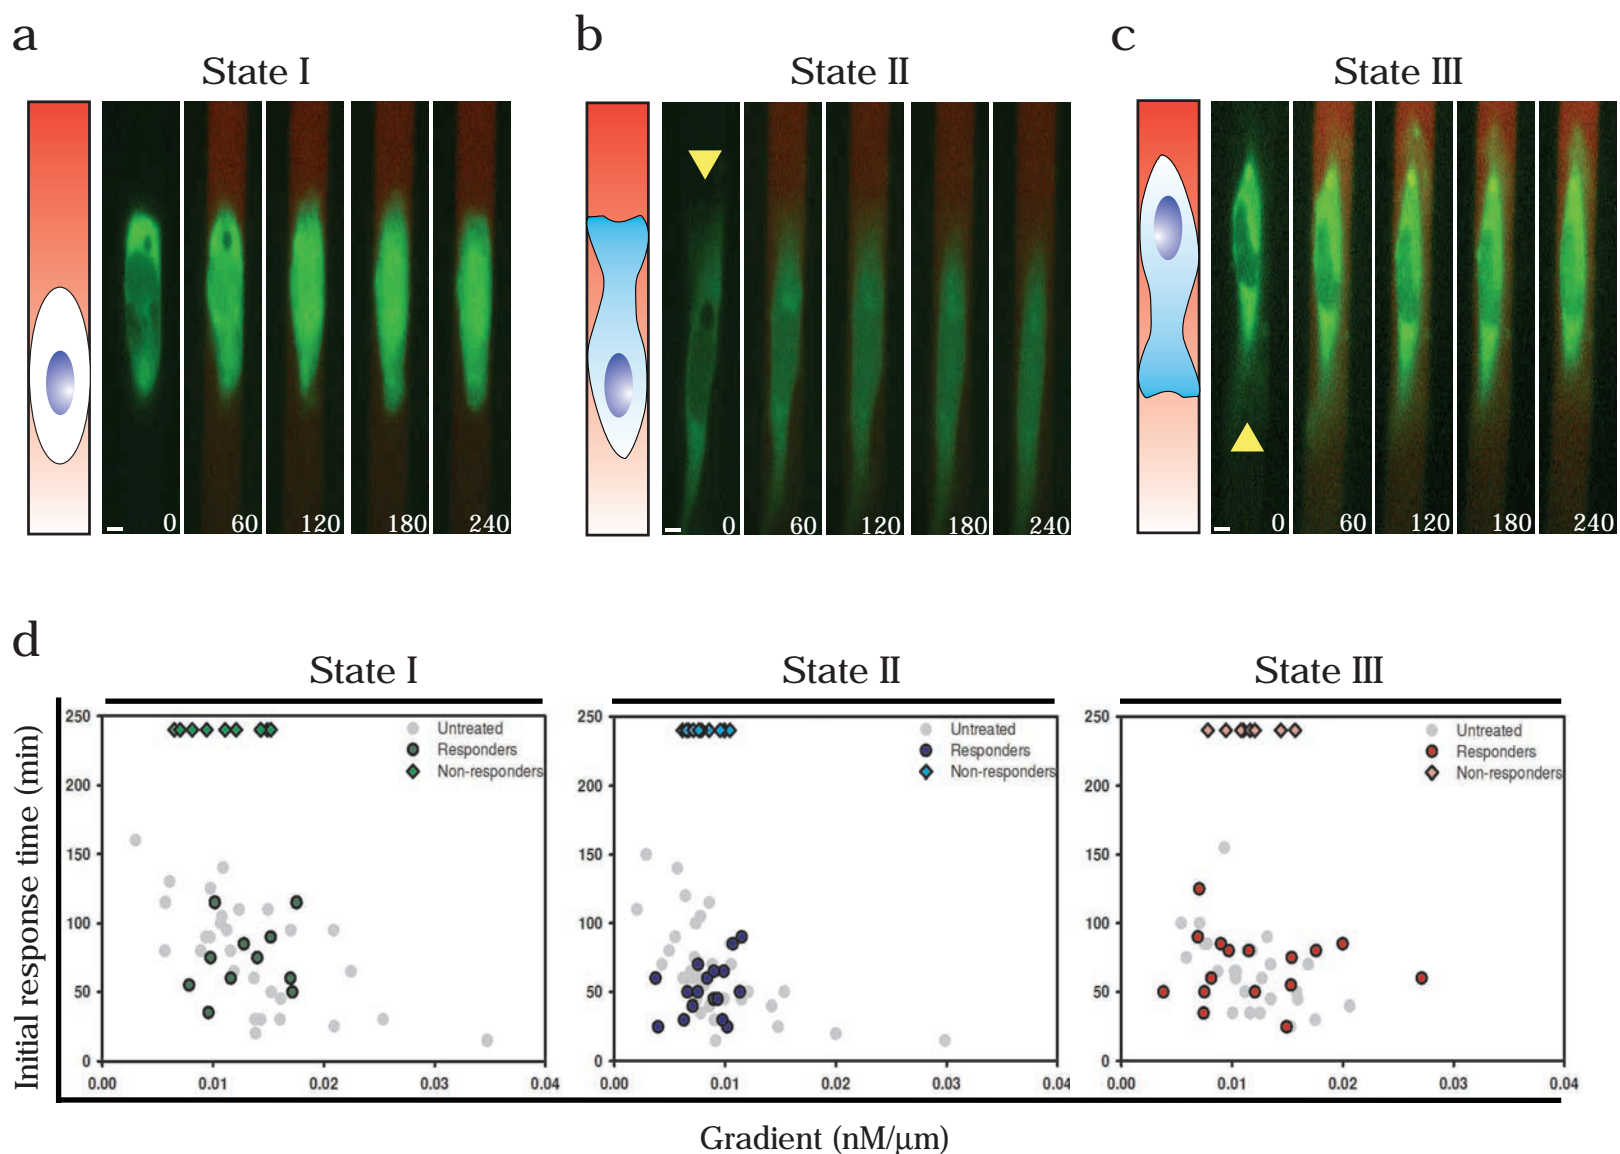 a
State I
0
60
120
180
240
b
State II
0
60
120
180
240
c
State III
0
60
120
180
240
d
Initial response time (min)
State I
250
200
150
100
50
0
0.00
0.01
0.02
0.03
0.04
Untreated
Responders
Non-responders
State II
250
200
150
100
50
0
0.00
0.01
0.02
0.03
0.04
Untreated
Responders
Non-responders
State III
250
200
150
100
50
0
0.00
0.01
0.02
0.03
0.04
Untreated
Responders
Non-responders
Gradient (nM/μm)